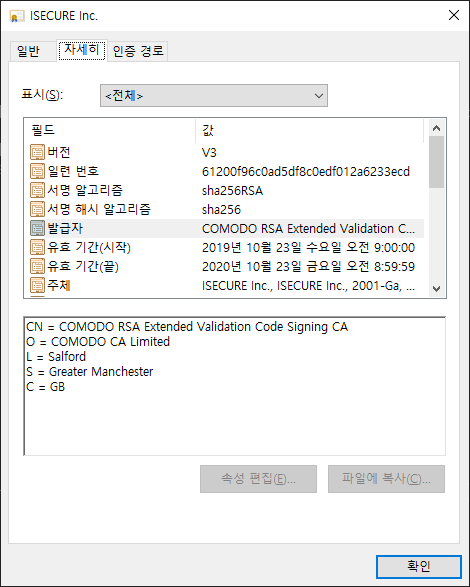 ISECURE Inc.
일반 자세히 인증 경로
표시(S): <전체>
필드 값
버전 V3
일련 번호 61200f96c0ad5df8c0edf012a6233ecd
서명 알고리즘 sha256RSA
서명 해시 알고리즘 sha256
발급자 COMODO RSA Extended Validation C...
유효 기간(시작) 2019년 10월 23일 수요일 오전 9:00:00
유효 기간(끝) 2020년 10월 23일 금요일 오전 8:59:59
주체 ISECURE Inc., ISECURE Inc., 2001-Ga, ...
CN = COMODO RSA Extended Validation Code Signing CA
O = COMODO CA Limited
L = Salford
S = Greater Manchester
C = GB
속성 편집(E)... 파일에 복사(C)...
확인